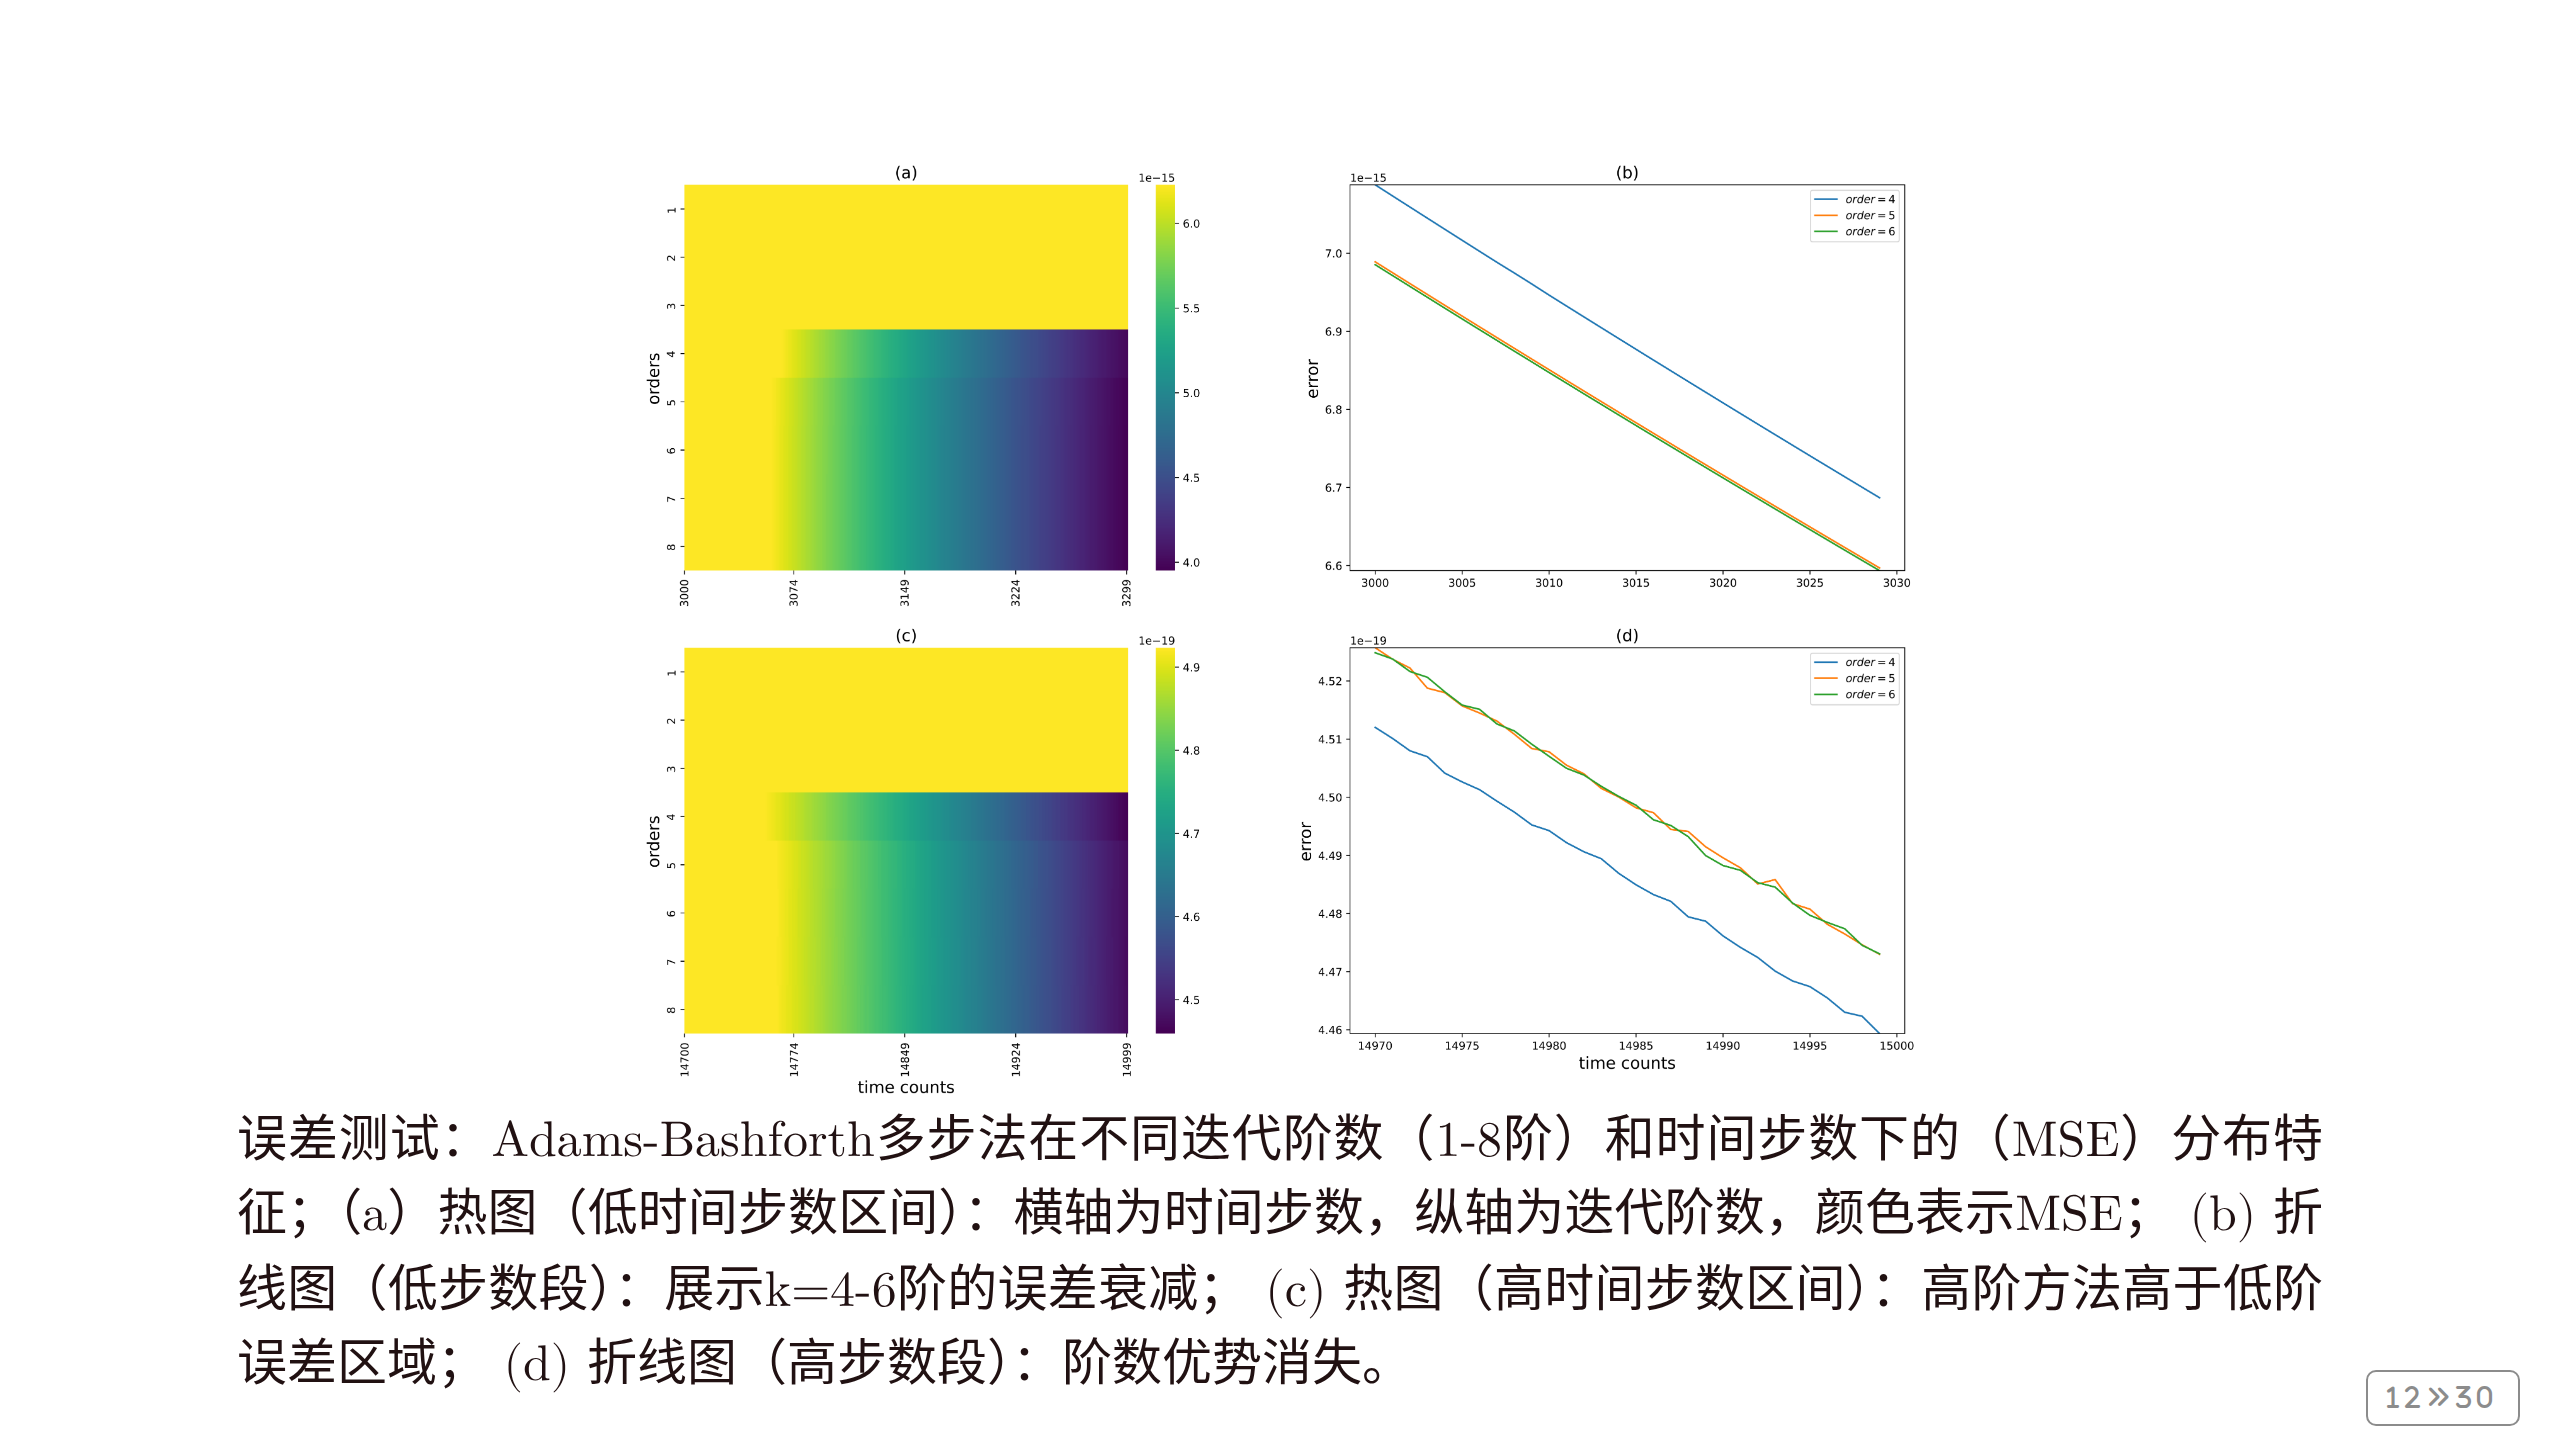 (a)
1e−15
1
2
3
4
5
6
7
8
orders
3000
3074
3149
3224
3299
6.0
5.5
5.0
4.5
4.0
(b)
1e−15
order = 4
order = 5
order = 6
7.0
6.9
6.8
6.7
6.6
error
3000 3005 3010 3015 3020 3025 3030
(c)
1e−19
1
2
3
4
5
6
7
8
orders
14700
14774
14849
14924
14999
time counts
4.9
4.8
4.7
4.6
4.5
(d)
1e−19
order = 4
order = 5
order = 6
4.52
4.51
4.50
4.49
4.48
4.47
4.46
error
14970 14975 14980 14985 14990 14995 15000
time counts
误差测试：Adams-Bashforth多步法在不同迭代阶数（1-8阶）和时间步数下的（MSE）分布特
征；（a）热图（低时间步数区间）：横轴为时间步数，纵轴为迭代阶数，颜色表示MSE； (b) 折
线图（低步数段）：展示k=4-6阶的误差衰减； (c) 热图（高时间步数区间）：高阶方法高于低阶
误差区域； (d) 折线图（高步数段）：阶数优势消失。
12»30